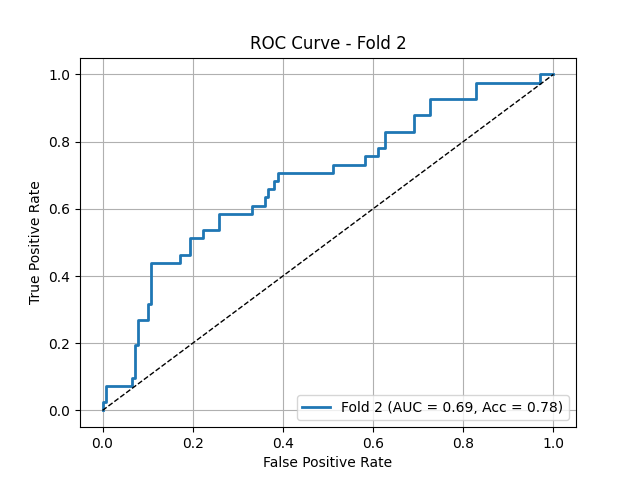 ROC Curve - Fold 2
True Positive Rate
1.0
0.8
0.6
0.4
0.2
0.0
Fold 2 (AUC = 0.69, Acc = 0.78)
0.0 0.2 0.4 0.6 0.8 1.0
False Positive Rate